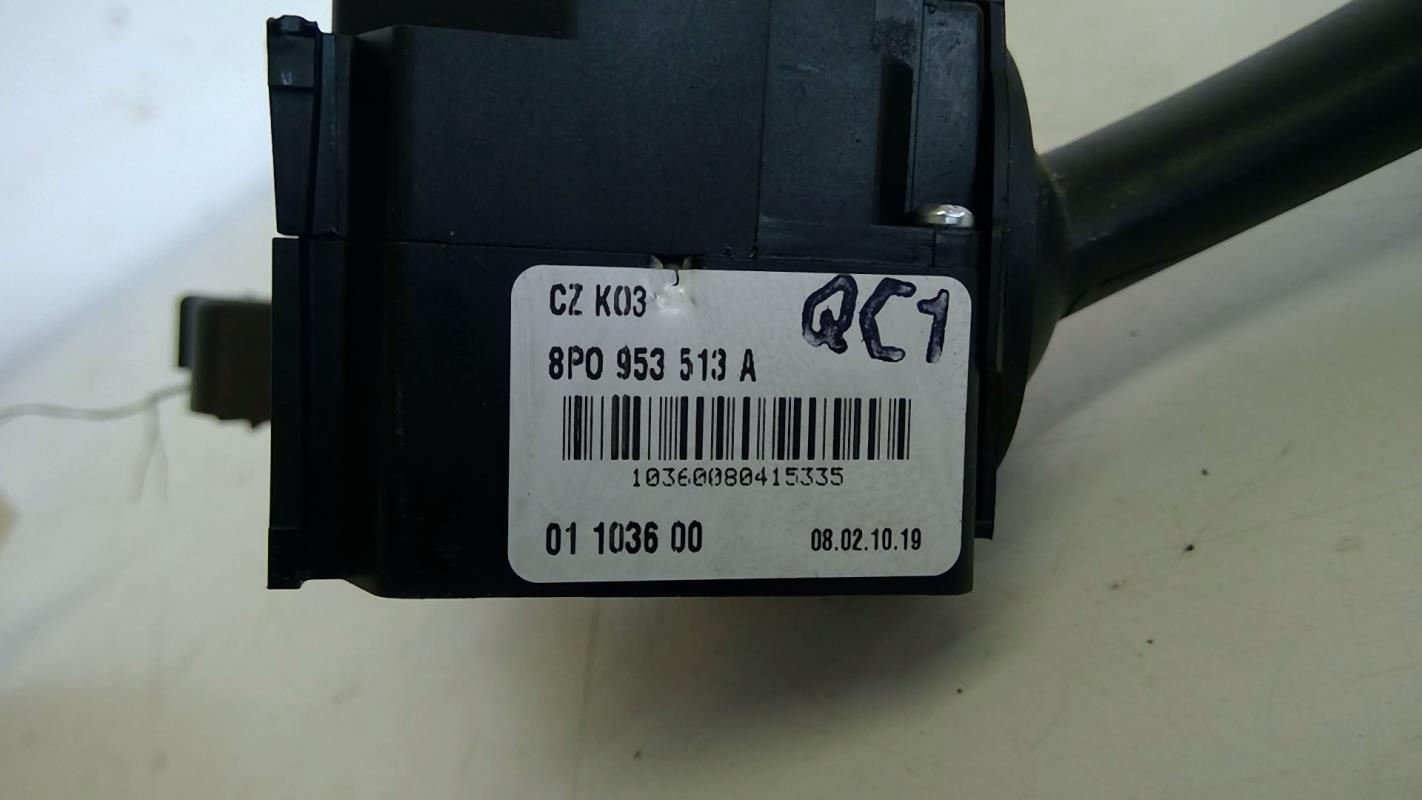 CZ K03
QC1
8P0 953 513 A
10360080415335
01 1036 00
08.02.10.19